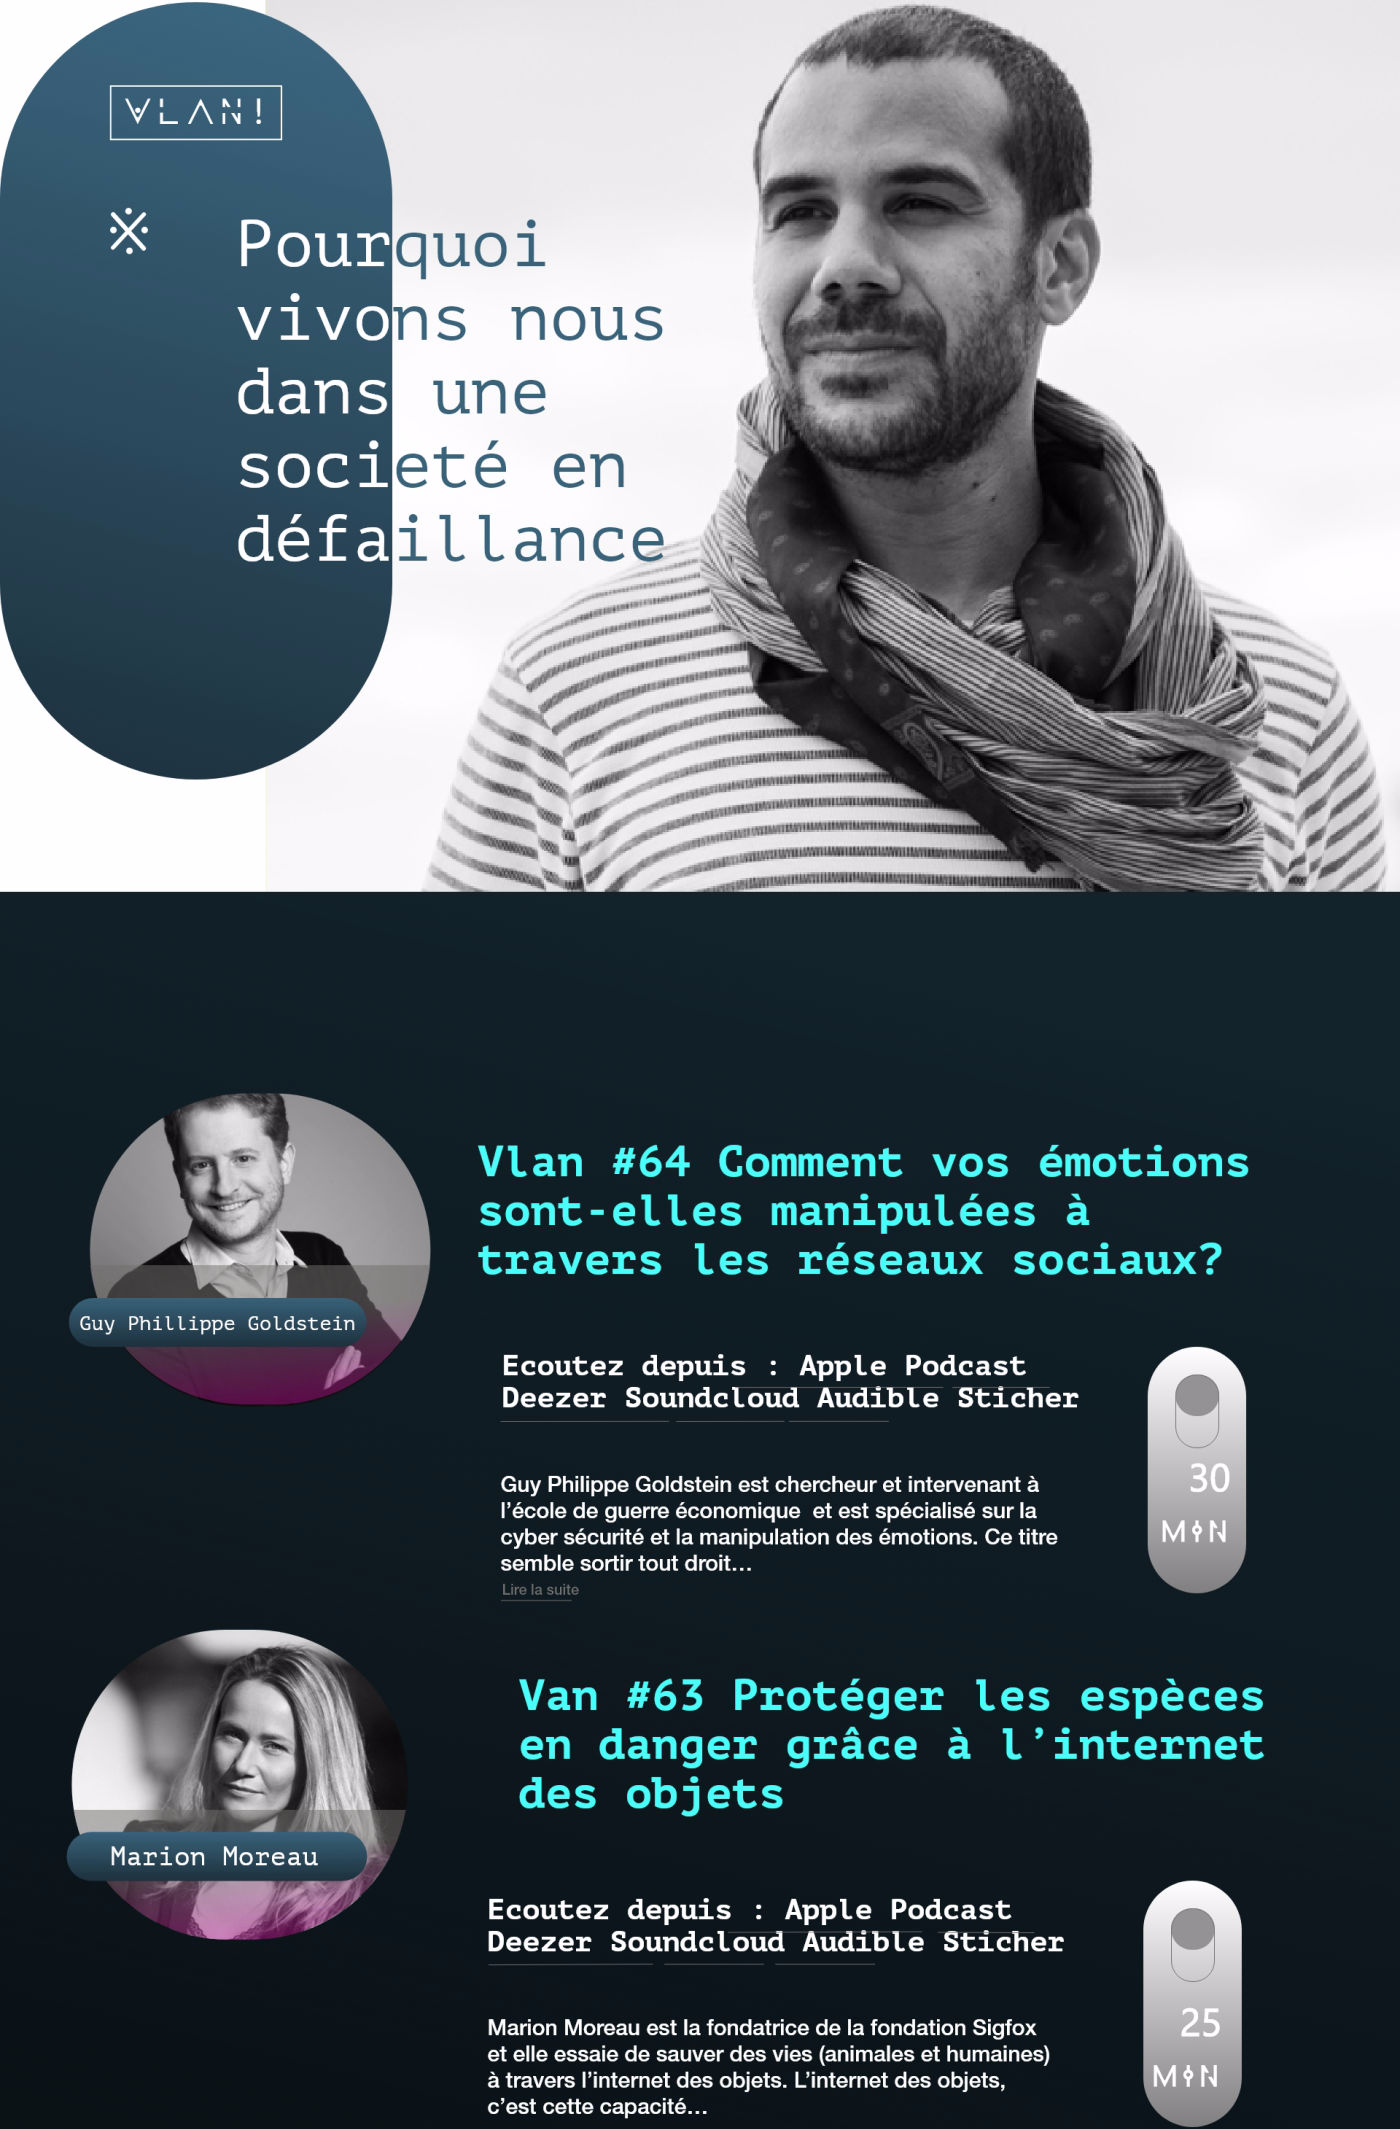 VLAN!
Pourquoi
vivons nous
dans une
societé en
défaillance
Vlan #64 Comment vos émotions
sont-elles manipulées à
travers les réseaux sociaux?
Guy Phillippe Goldstein
Ecoutez depuis : Apple Podcast
Deezer Soundcloud Audible Sticher
Guy Philippe Goldstein est chercheur et intervenant à
l’école de guerre économique  et est spécialisé sur la
cyber sécurité et la manipulation des émotions. Ce titre
semble sortir tout droit…
Lire la suite
30
MIN
Van #63 Protéger les espèces
en danger grâce à l’internet
des objets
Marion Moreau
Ecoutez depuis : Apple Podcast
Deezer Soundcloud Audible Sticher
Marion Moreau est la fondatrice de la fondation Sigfox
et elle essaie de sauver des vies (animales et humaines)
à travers l’internet des objets. L’internet des objets,
c’est cette capacité…
25
MIN